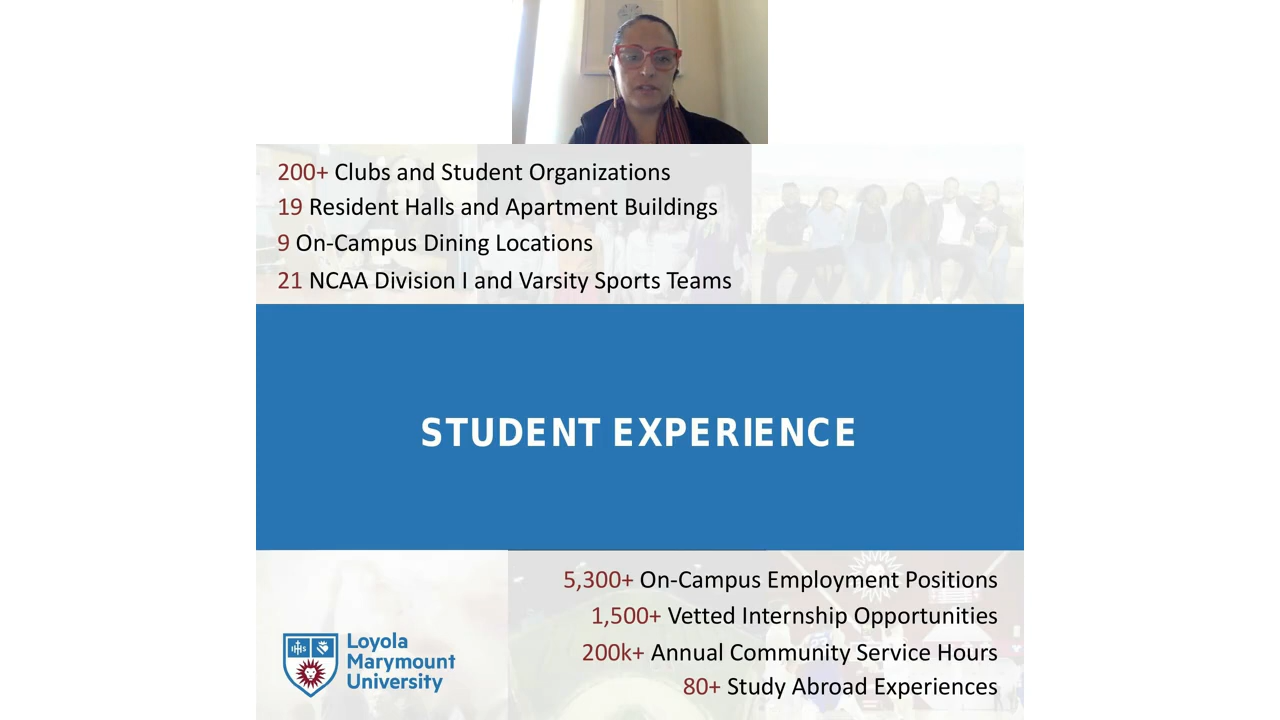 200+ Clubs and Student Organizations
19 Resident Halls and Apartment Buildings
9 On-Campus Dining Locations
21 NCAA Division I and Varsity Sports Teams
STUDENT EXPERIENCE
5,300+ On-Campus Employment Positions
1,500+ Vetted Internship Opportunities
200k+ Annual Community Service Hours
80+ Study Abroad Experiences
IHS
Loyola
Marymount
University